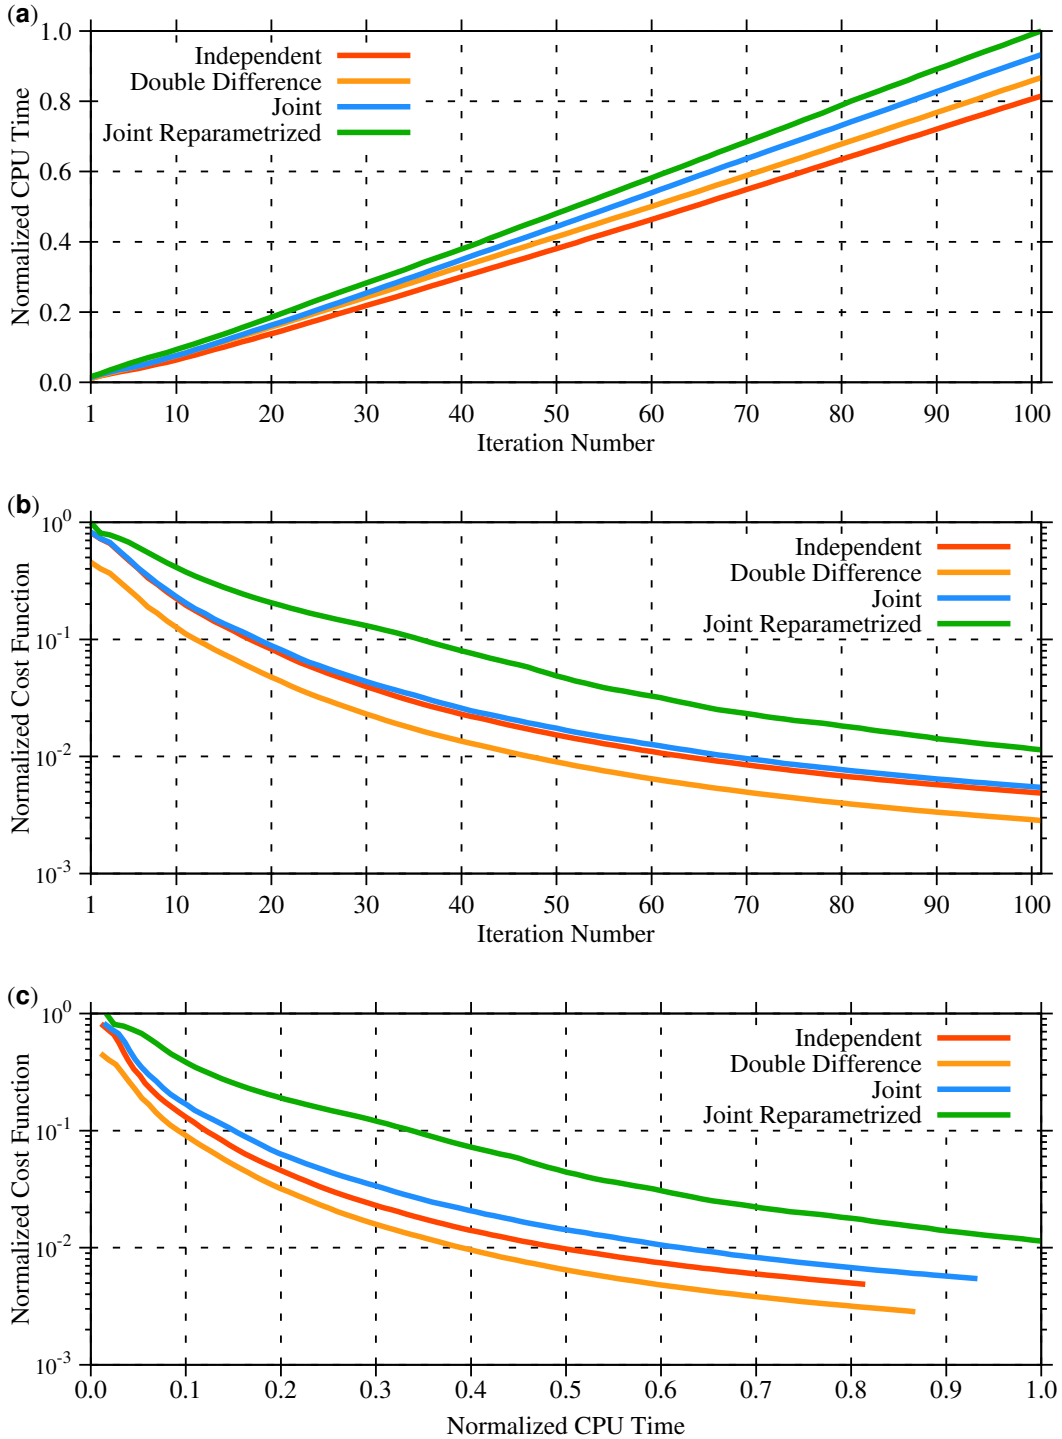 (a)
1.0
0.8
0.6
0.4
0.2
0.0
Normalized CPU Time
Independent
Double Difference
Joint
Joint Reparametrized
1 10 20 30 40 50 60 70 80 90 100
Iteration Number
(b)
10^0
10^-1
10^-2
10^-3
Normalized Cost Function
Independent
Double Difference
Joint
Joint Reparametrized
1 10 20 30 40 50 60 70 80 90 100
Iteration Number
(c)
10^0
10^-1
10^-2
10^-3
Normalized Cost Function
Independent
Double Difference
Joint
Joint Reparametrized
0.0 0.1 0.2 0.3 0.4 0.5 0.6 0.7 0.8 0.9 1.0
Normalized CPU Time